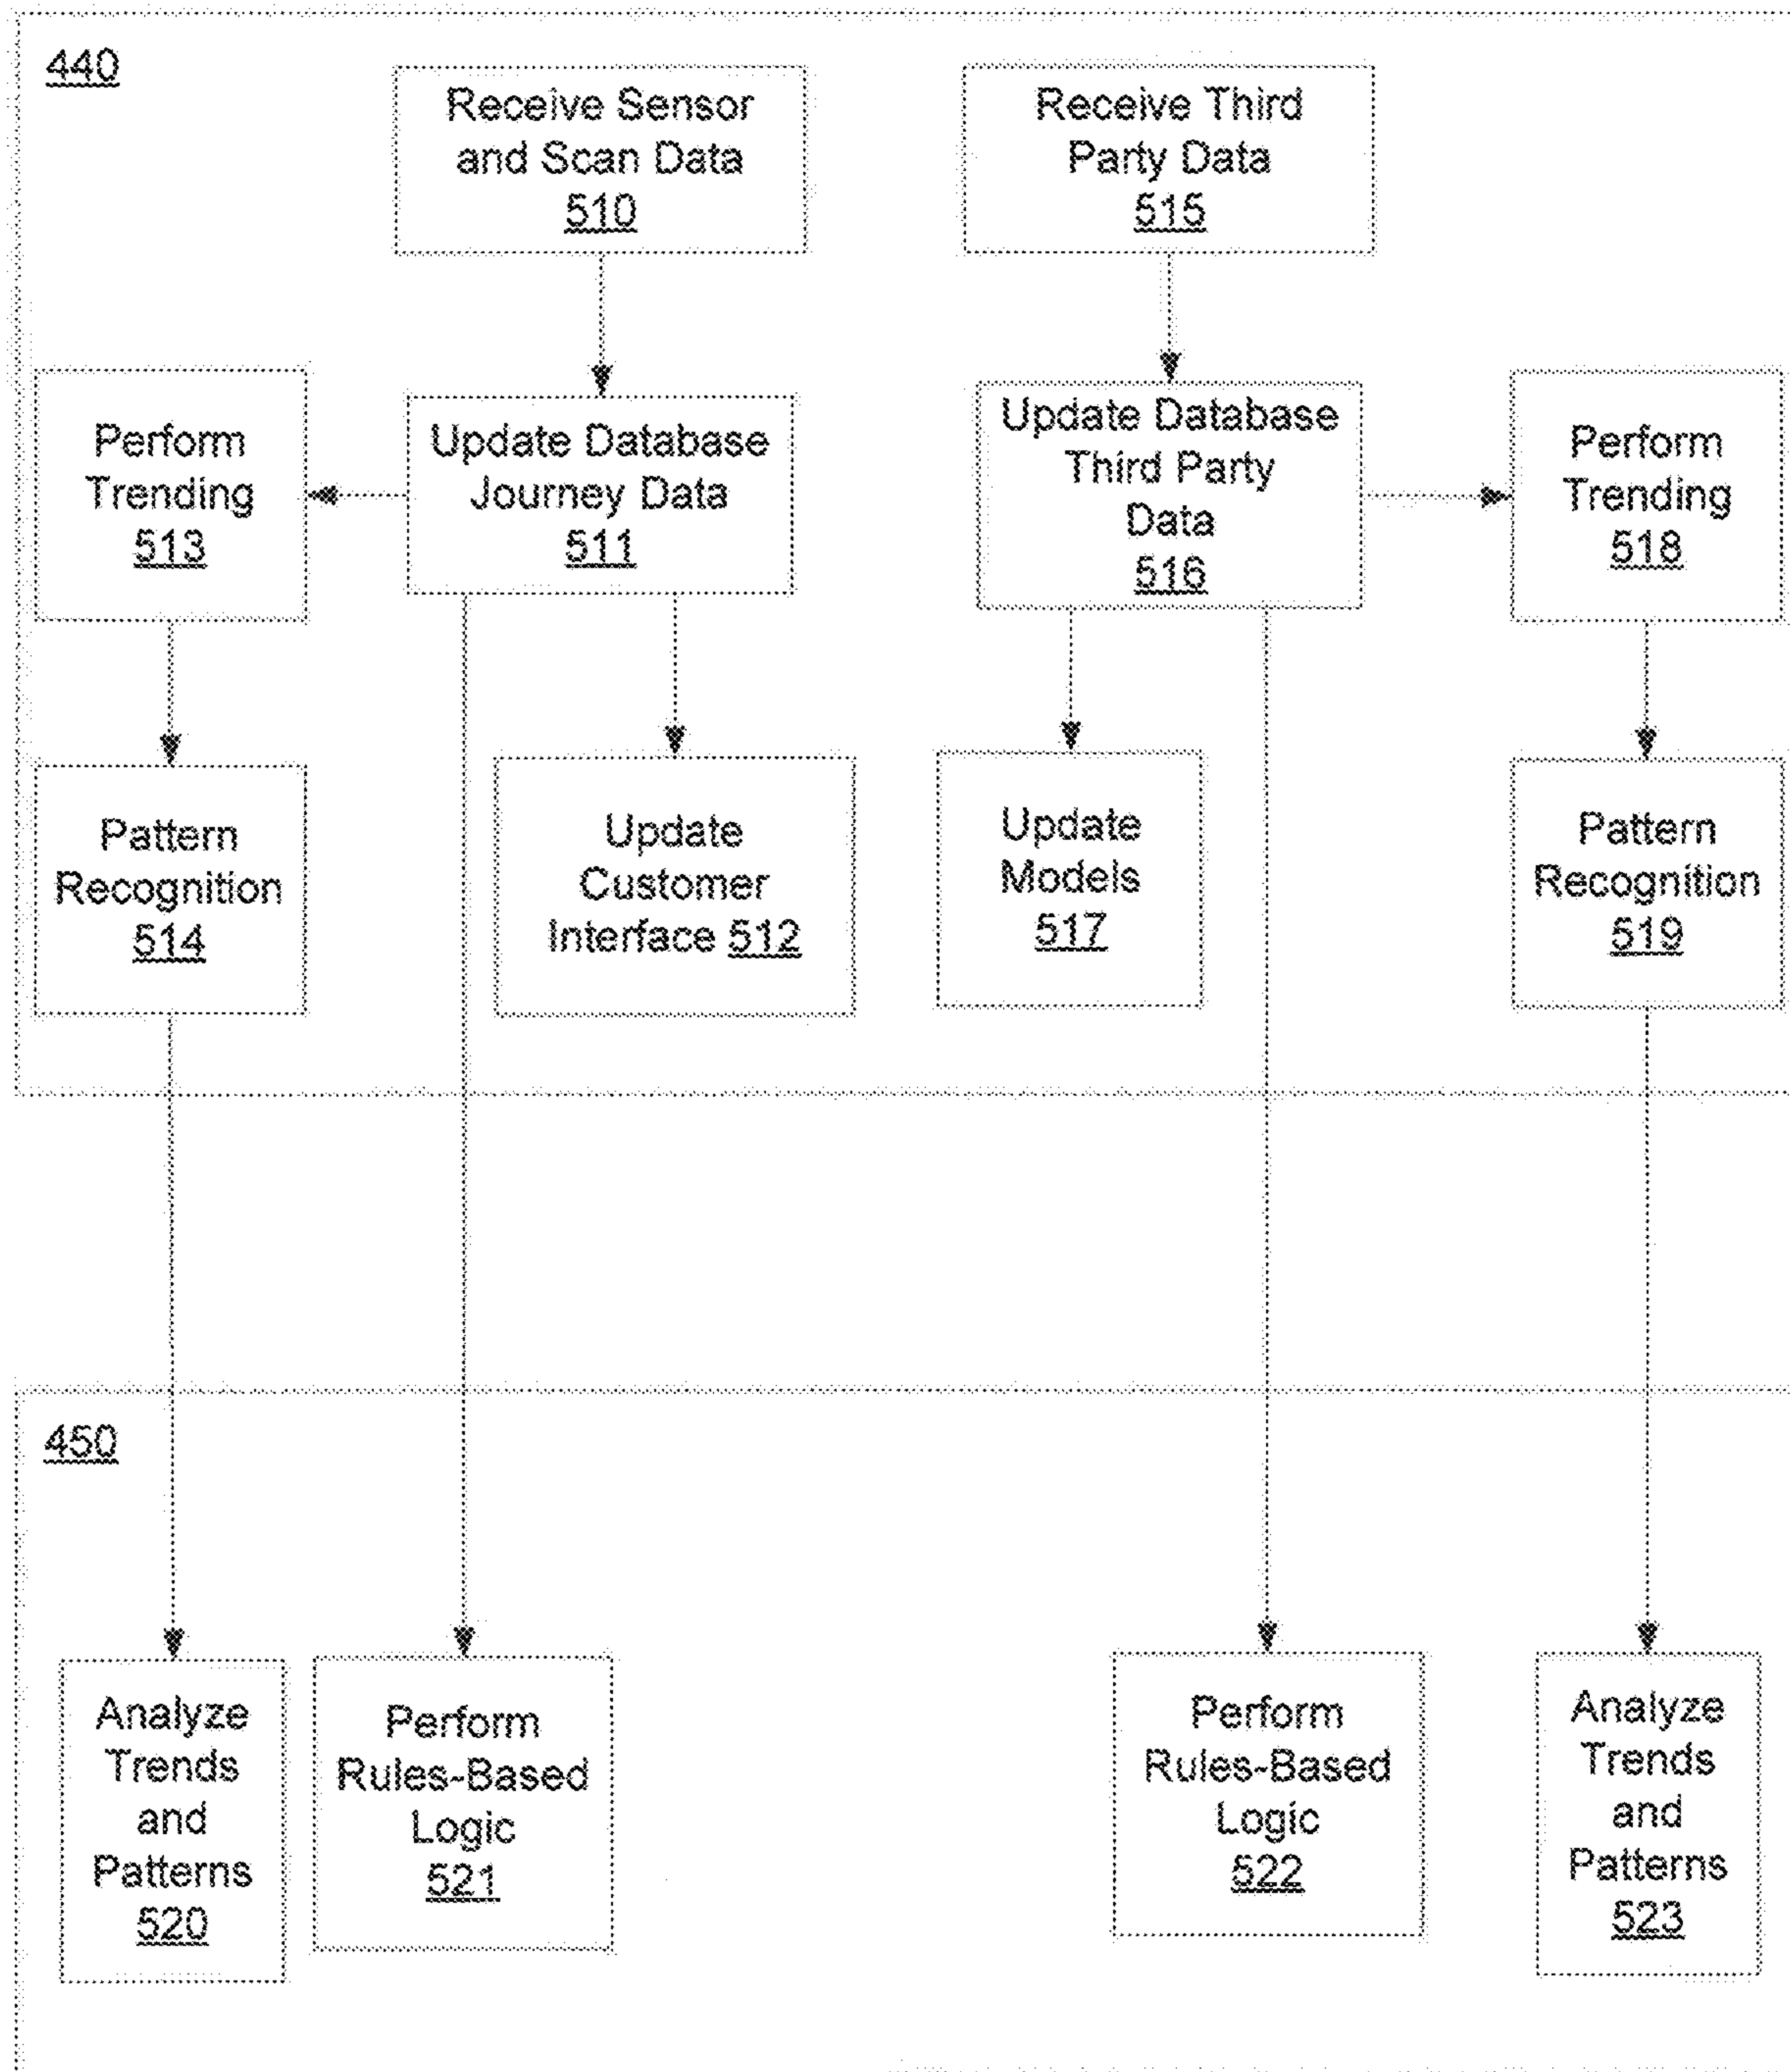 440
Receive Sensor
and Scan Data
510
Receive Third
Party Data
515
Perform
Trending
513
Update Database
Journey Data
511
Update Database
Third Party
Data
516
Perform
Trending
518
Pattern
Recognition
514
Update
Customer
Interface 512
Update
Models
517
Pattern
Recognition
519
450
Analyze
Trends
and
Patterns
520
Perform
Rules-Based
Logic
521
Perform
Rules-Based
Logic
522
Analyze
Trends
and
Patterns
523